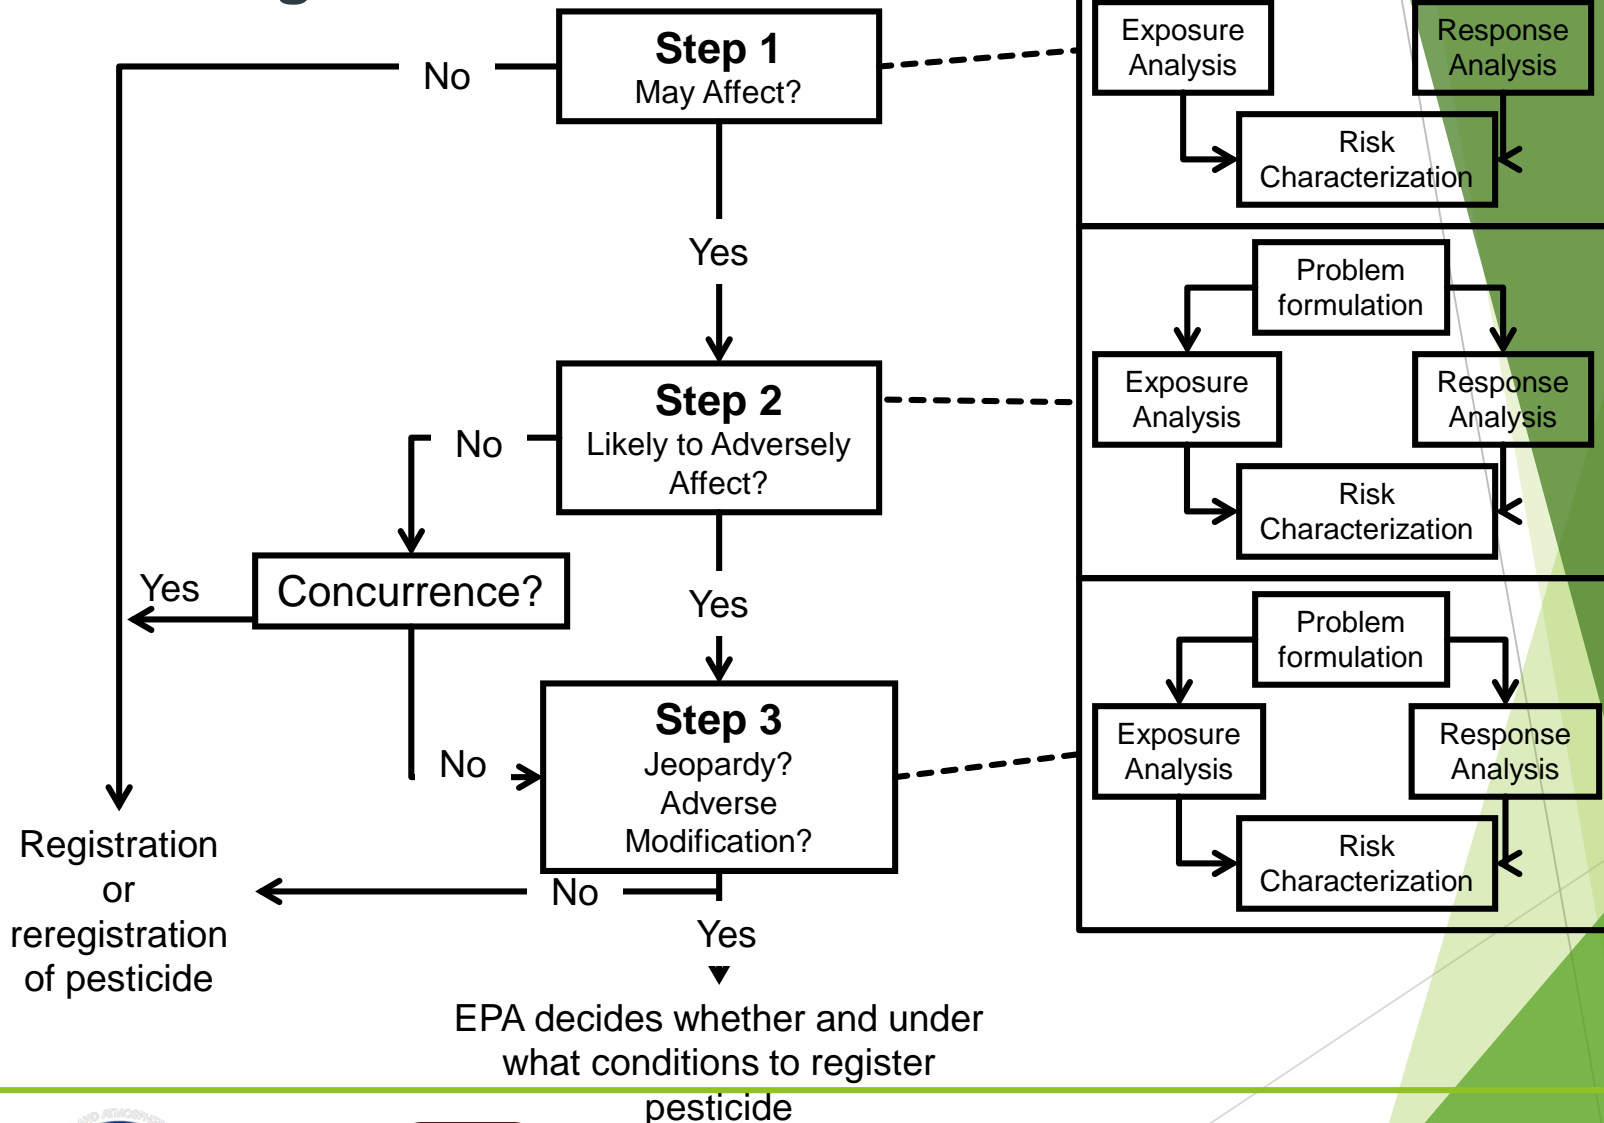 Step 1
May Affect?
No
Yes
Step 2
Likely to Adversely
Affect?
No
Concurrence?
Yes
Yes
No
Step 3
Jeopardy?
Adverse
Modification?
No
Registration
or
reregistration
of pesticide
Yes
EPA decides whether and under
what conditions to register
pesticide
Exposure
Analysis
Response
Analysis
Risk
Characterization
Problem
formulation
Exposure
Analysis
Response
Analysis
Risk
Characterization
Problem
formulation
Exposure
Analysis
Response
Analysis
Risk
Characterization
AND ATMOSPHE